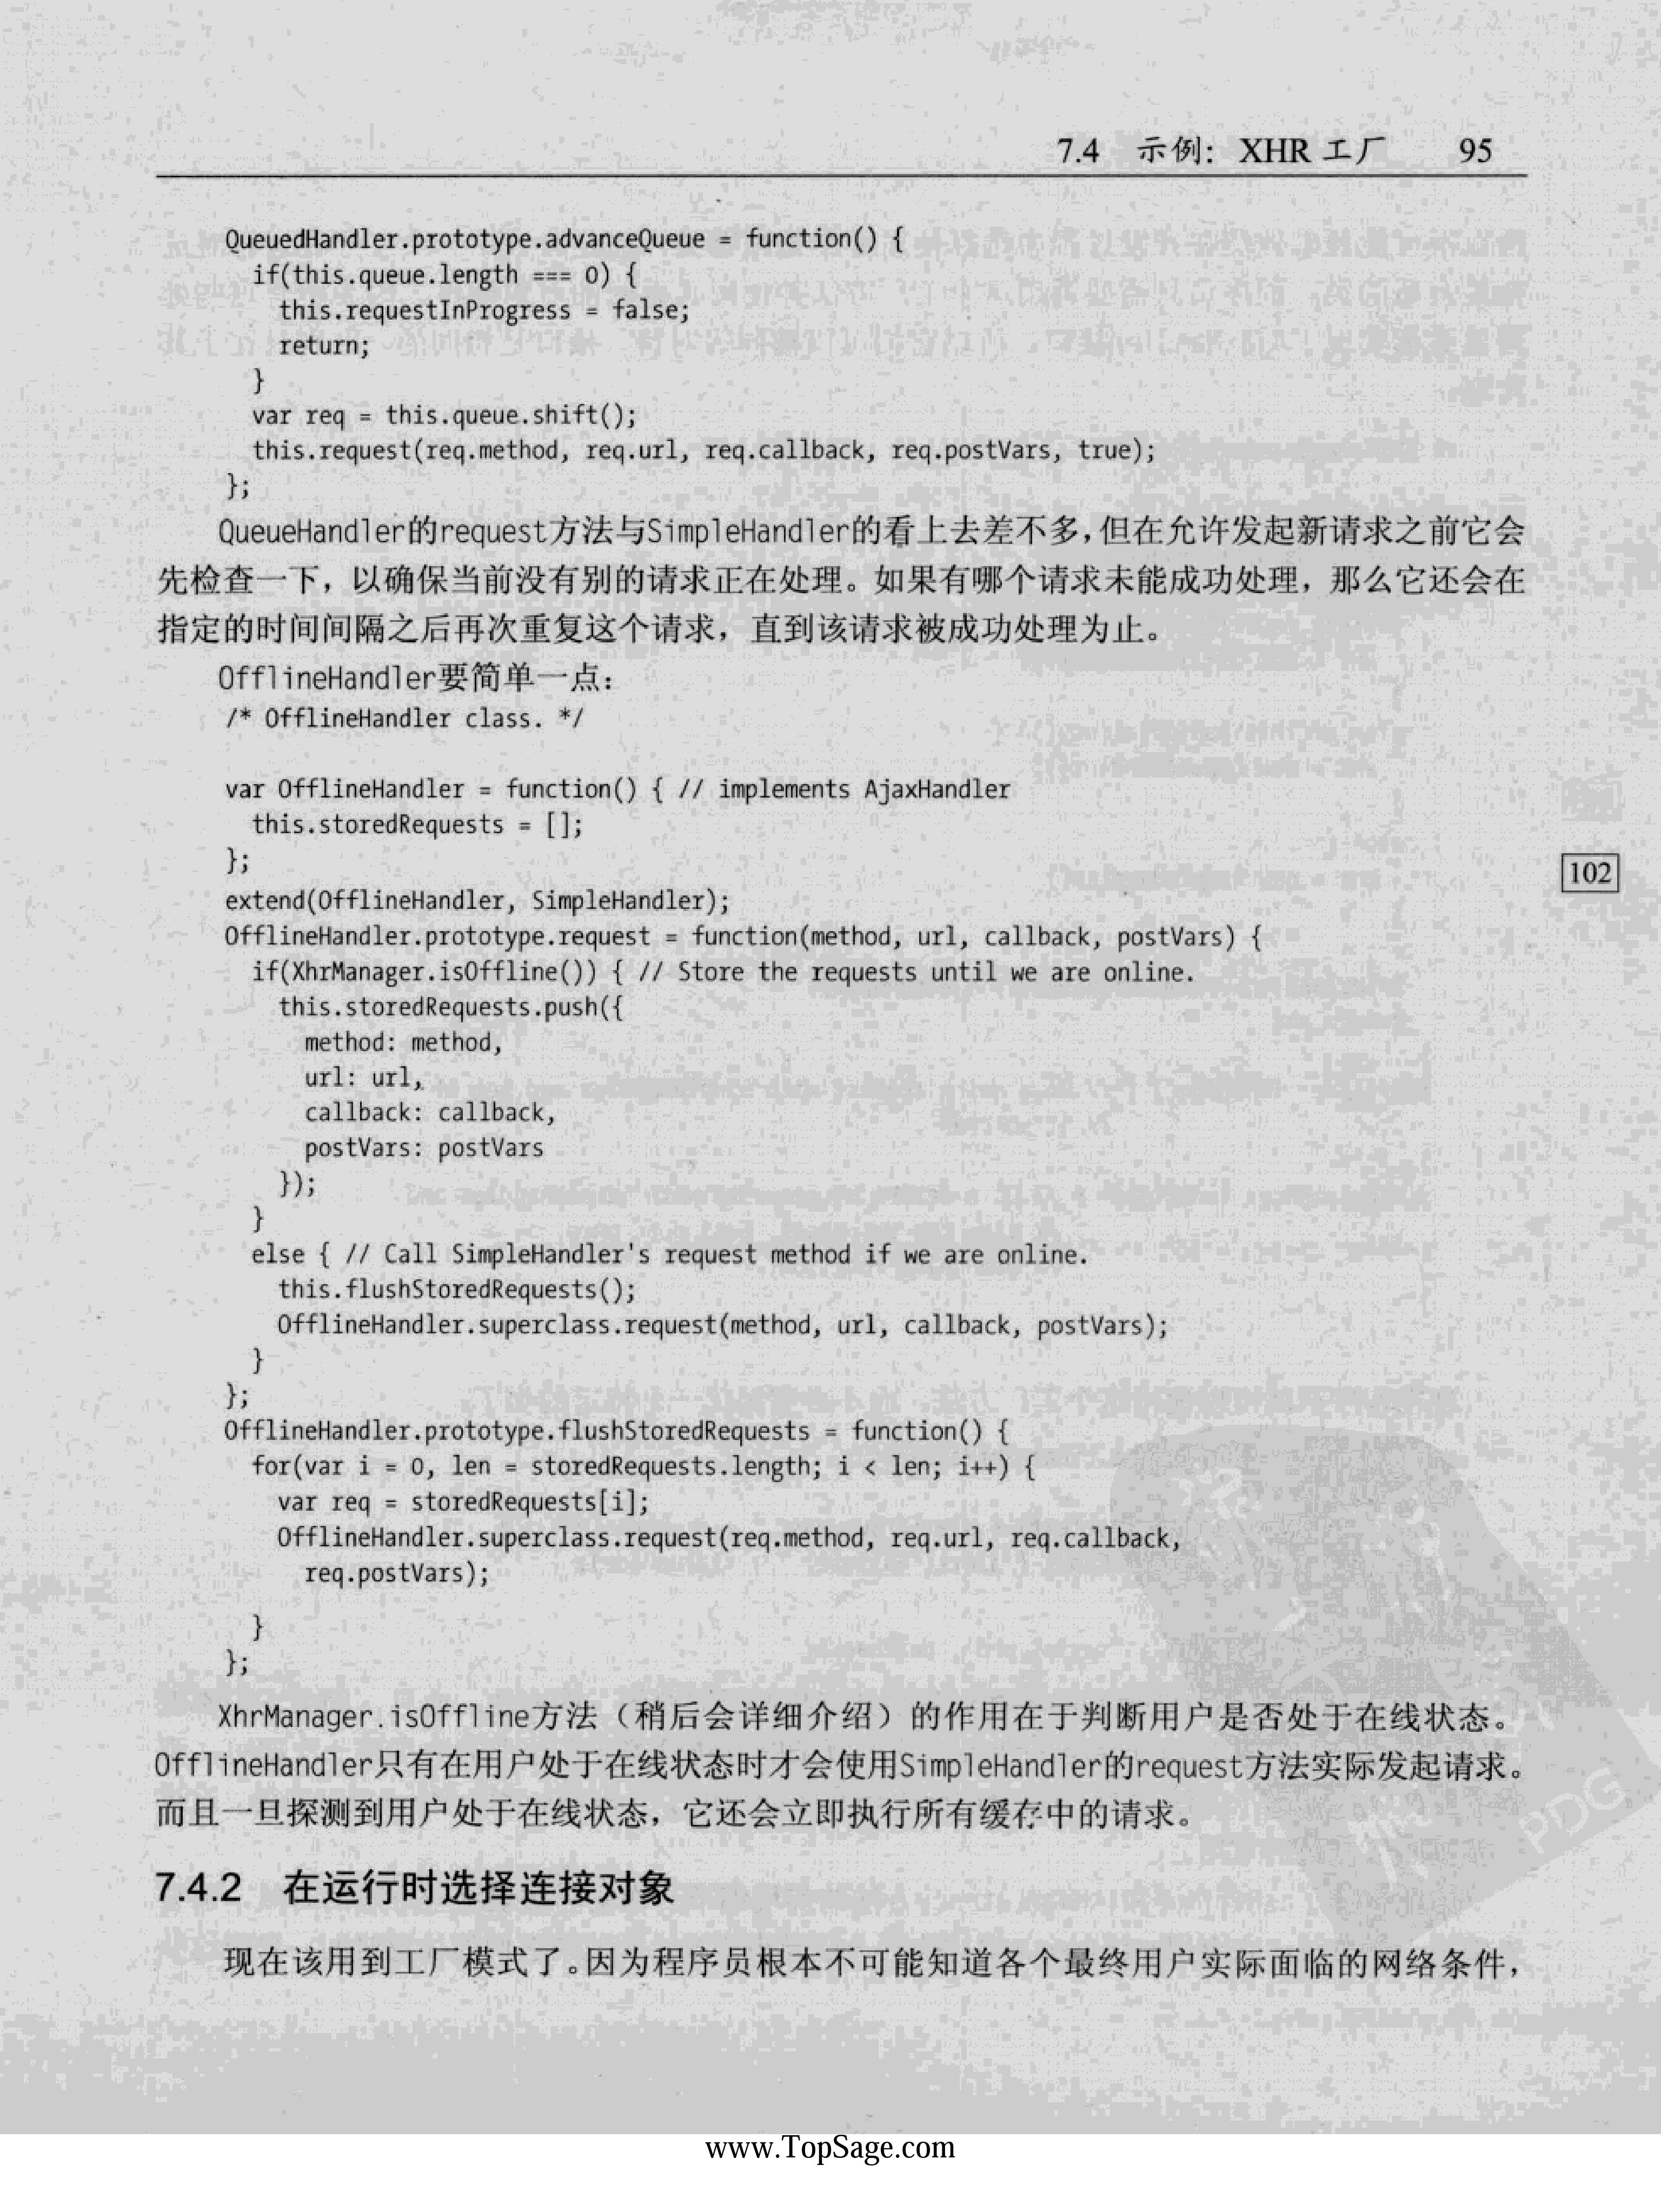 7.4 示例：XHR 工厂 95
QueuedHandler.prototype.advanceQueue = function() {
if(this.queue.length === 0) {
this.requestInProgress = false;
return;
}
var req = this.queue.shift();
this.request(req.method, req.url, req.callback, req.postVars, true);
};
QueueHandler的request方法与SimpleHandler的看上去差不多，但在允许发起新请求之前它会
先检查一下，以确保当前没有别的请求正在处理。如果有哪个请求未能成功处理，那么它还会在
指定的时间间隔之后再次重复这个请求，直到该请求被成功处理为止。
OfflineHandler要简单一点：
/* OfflineHandler class. */
var OfflineHandler = function() { // implements AjaxHandler
this.storedRequests = [];
};
102
extend(OfflineHandler, SimpleHandler);
OfflineHandler.prototype.request = function(method, url, callback, postVars) {
if(XhrManager.isOffline()) { // Store the requests until we are online.
this.storedRequests.push({
method: method,
url: url,
callback: callback,
postVars: postVars
});
}
else { // Call SimpleHandler's request method if we are online.
this.flushStoredRequests();
OfflineHandler.superclass.request(method, url, callback, postVars);
}
};
OfflineHandler.prototype.flushStoredRequests = function() {
for(var i = 0, len = storedRequests.length; i < len; i++) {
var req = storedRequests[i];
OfflineHandler.superclass.request(req.method, req.url, req.callback,
req.postVars);
}
};
XhrManager.isOffline方法（稍后会详细介绍）的作用在于判断用户是否处于在线状态。
OfflineHandler只有在用户处于在线状态时才会使用SimpleHandler的request方法实际发起请求。
而且一旦探测到用户处于在线状态，它还会立即执行所有缓存中的请求。
PDG
7.4.2 在运行时选择连接对象
现在该用到工厂模式了。因为程序员根本不可能知道各个最终用户实际面临的网络条件，
www.TopSage.com